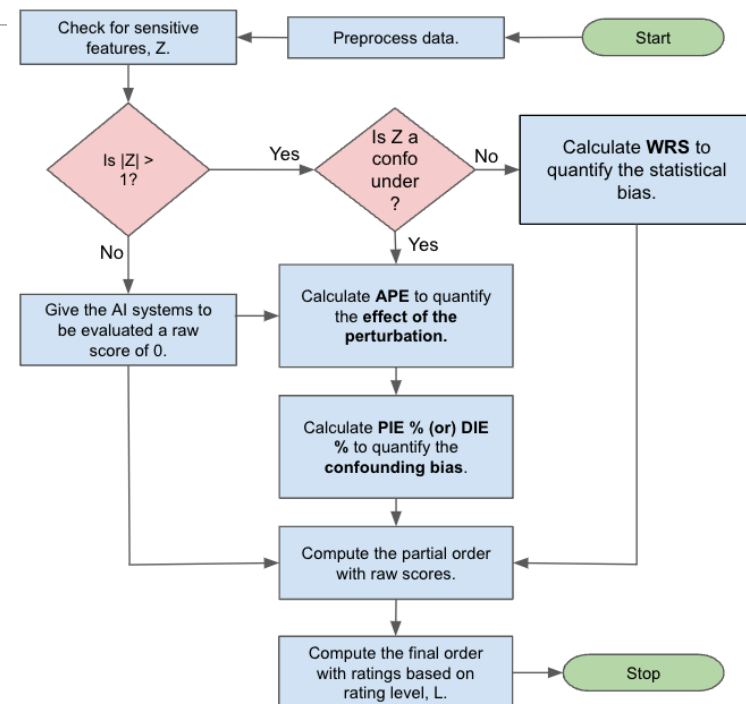 Start
Preprocess data.
Check for sensitive
features, Z.
Is |Z| >
1?
Yes
No
Is Z a
confo
under
?
No
Yes
Calculate WRS to
quantify the statistical
bias.
Give the AI systems to
be evaluated a raw
score of 0.
Calculate APE to quantify
the effect of the
perturbation.
Calculate PIE % (or) DIE
% to quantify the
confounding bias.
Compute the partial order
with raw scores.
Compute the final order
with ratings based on
rating level, L.
Stop